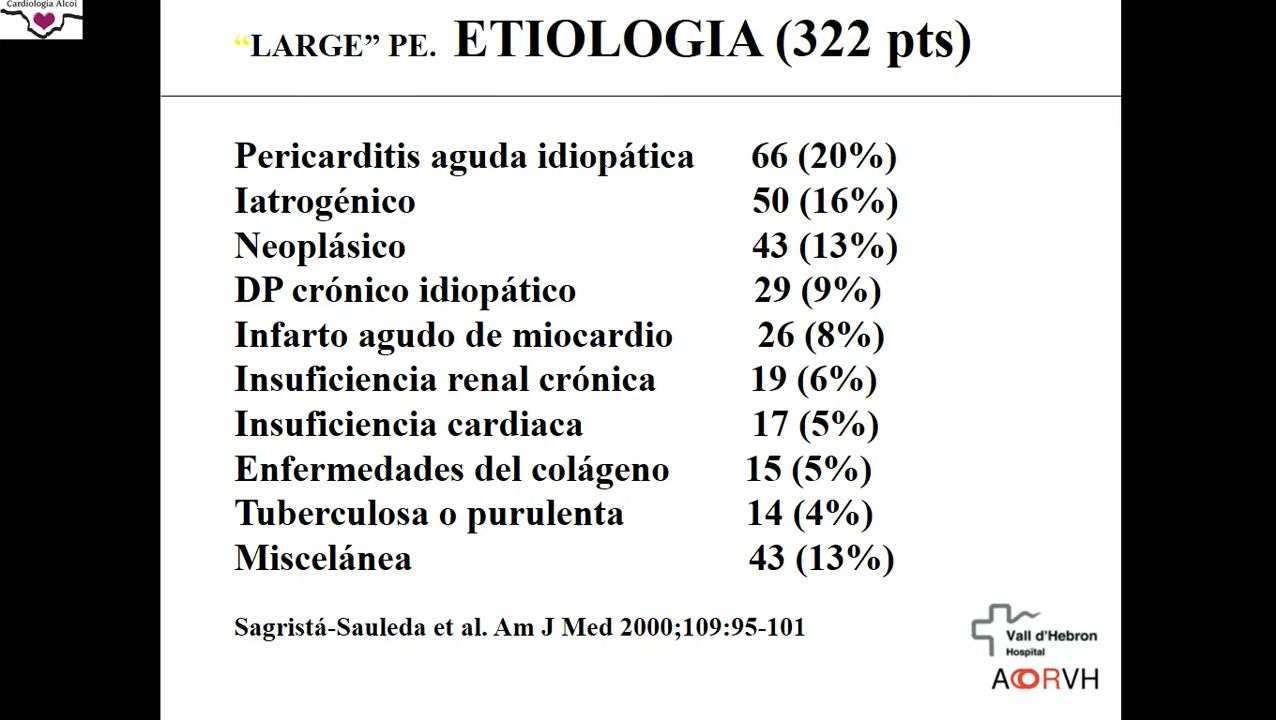 Cardiología Alcoi
“LARGE” PE. ETIOLOGIA (322 pts)
Pericarditis aguda idiopática 66 (20%)
Iatrogénico 50 (16%)
Neoplásico 43 (13%)
DP crónico idiopático 29 (9%)
Infarto agudo de miocardio 26 (8%)
Insuficiencia renal crónica 19 (6%)
Insuficiencia cardiaca 17 (5%)
Enfermedades del colágeno 15 (5%)
Tuberculosa o purulenta 14 (4%)
Miscelánea 43 (13%)
Sagristá-Sauleda et al. Am J Med 2000;109:95-101
Vall d'Hebron
Hospital
ACORVH